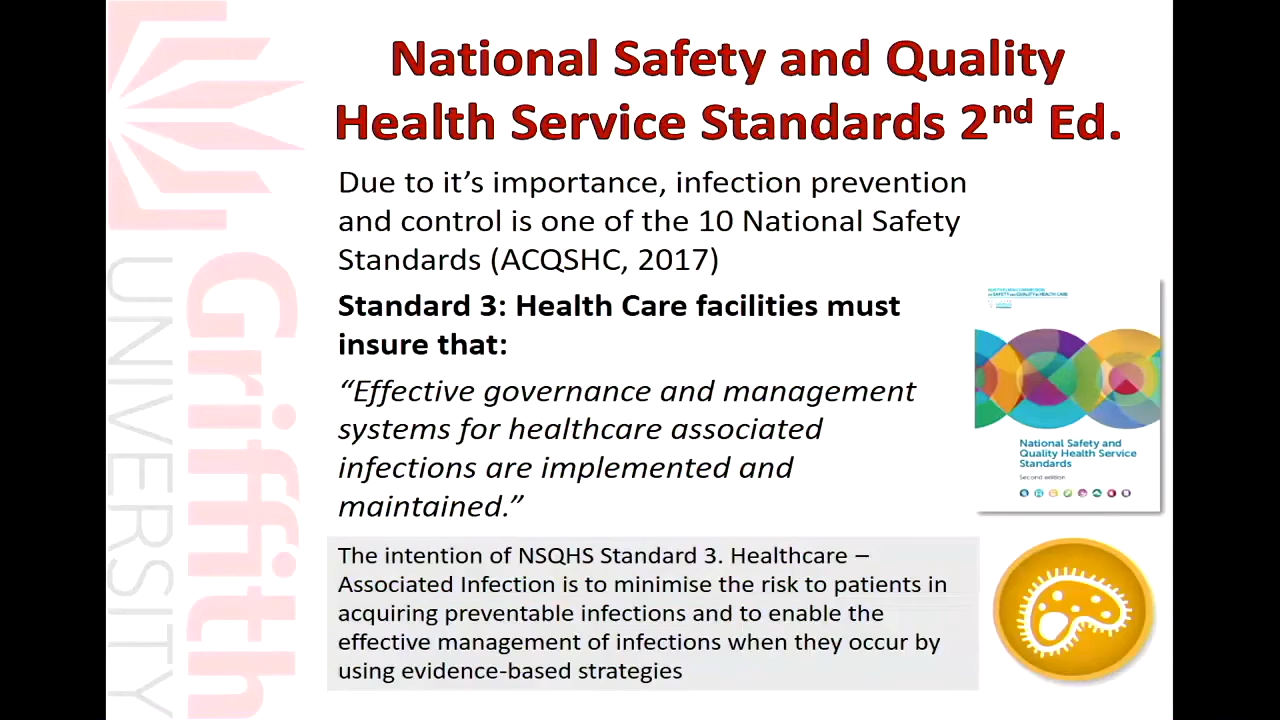 National Safety and Quality
Health Service Standards 2nd Ed.
Due to it’s importance, infection prevention
and control is one of the 10 National Safety
Standards (ACQSHC, 2017)
Standard 3: Health Care facilities must
insure that:
“Effective governance and management
systems for healthcare associated
infections are implemented and
maintained.”
The intention of NSQHS Standard 3. Healthcare –
Associated Infection is to minimise the risk to patients in
acquiring preventable infections and to enable the
effective management of infections when they occur by
using evidence-based strategies
Griffith
UNIVERSITY
National Safety and
Quality Health Service
Standards
Second edition